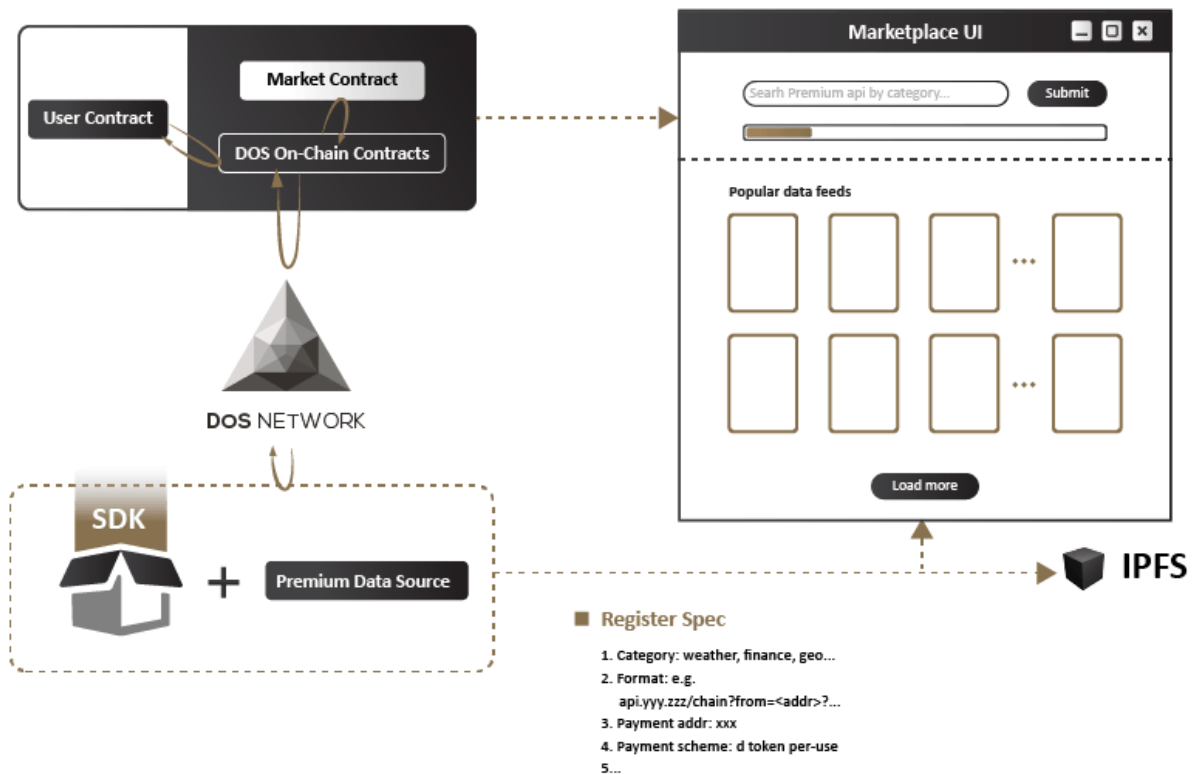 Market Contract
User Contract
DOS On-Chain Contracts
DOS NETWORK
SDK
+
Premium Data Source
Marketplace UI
Searh Premium api by category...
Submit
Popular data feeds
...
...
Load more
IPFS
Register Spec
1. Category: weather, finance, geo...
2. Format: e.g.
api.yyy.zzz/chain?from=<addr>?...
3. Payment addr: xxx
4. Payment scheme: d token per-use
5...